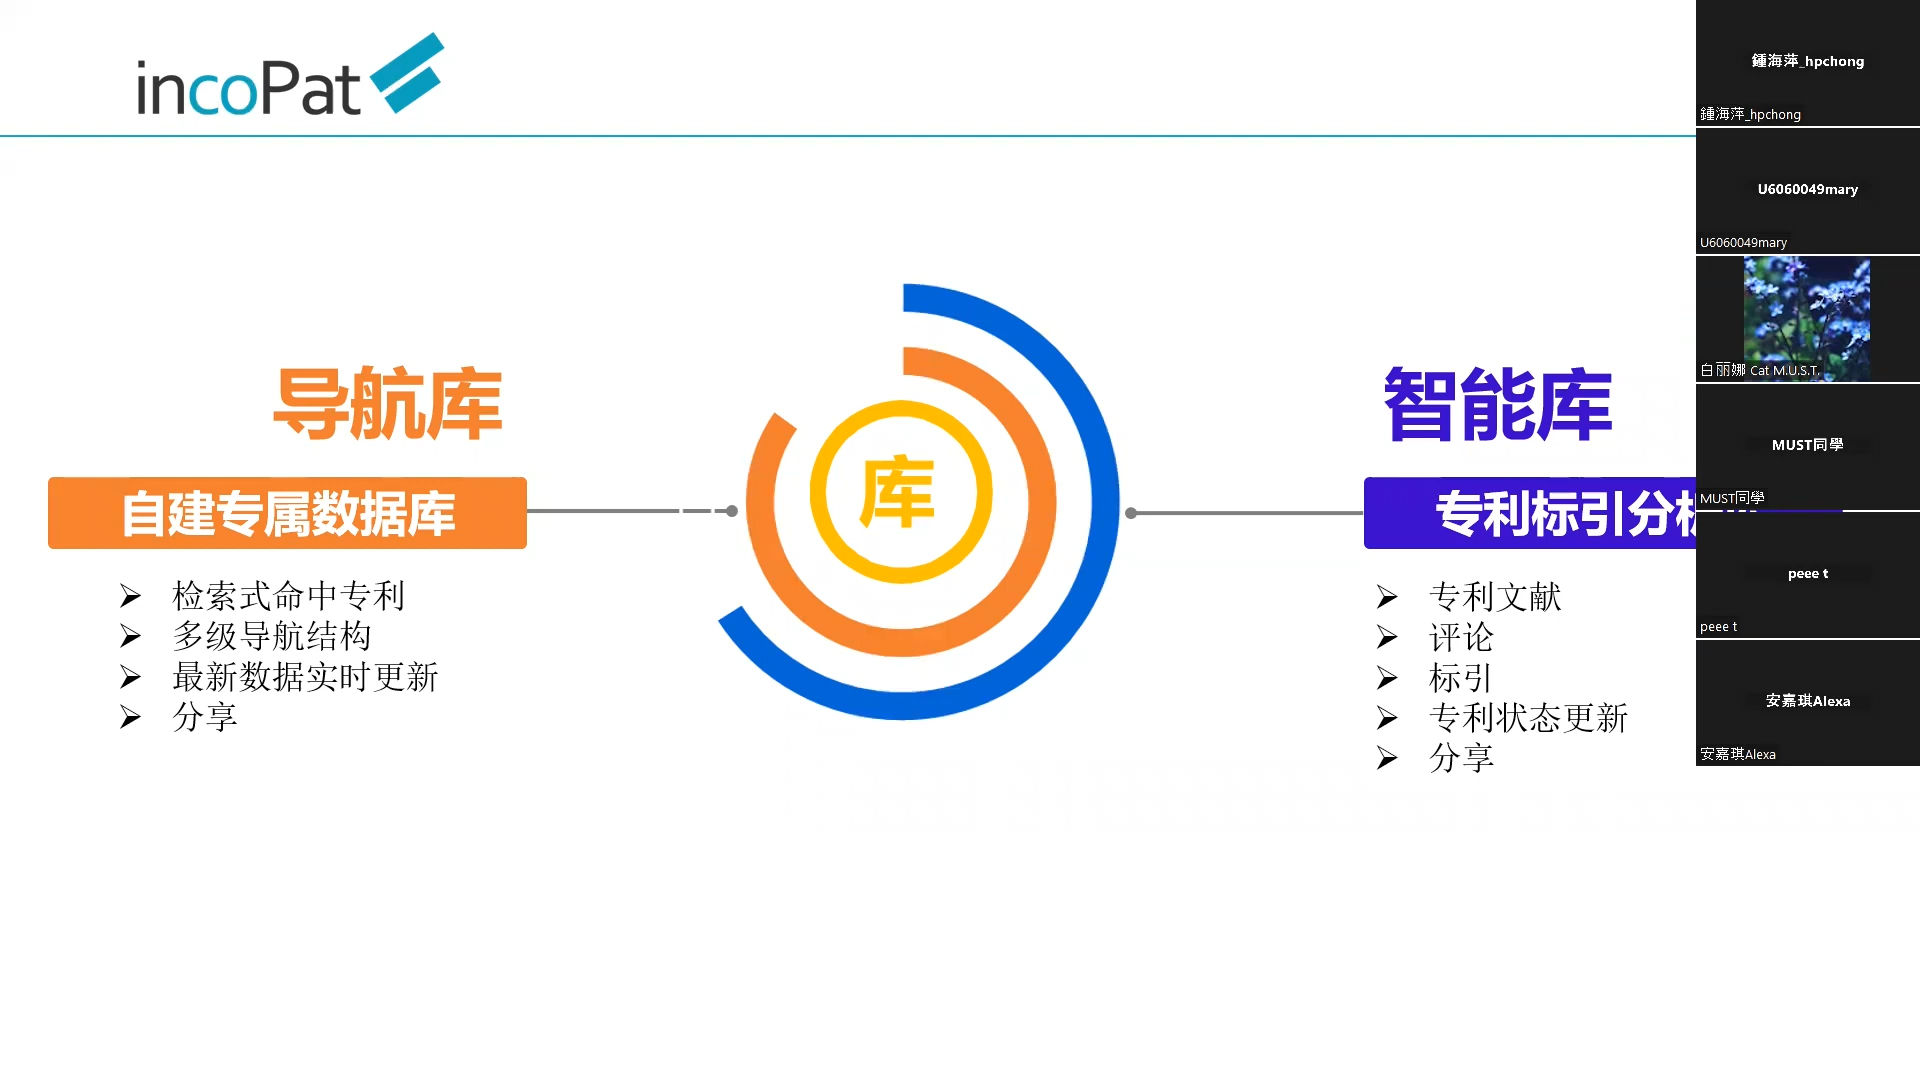 incoPat
导航库
自建专属数据库
检索式命中专利
多级导航结构
最新数据实时更新
分享
库
智能库
专利标引分析
专利文献
评论
标引
专利状态更新
分享
鍾海萍_hpchong
鍾海萍_hpchong
U6060049mary
U6060049mary
白丽娜 Cat M.U.S.T.
MUST同學
MUST同學
peee t
peee t
安嘉琪Alexa
安嘉琪Alexa